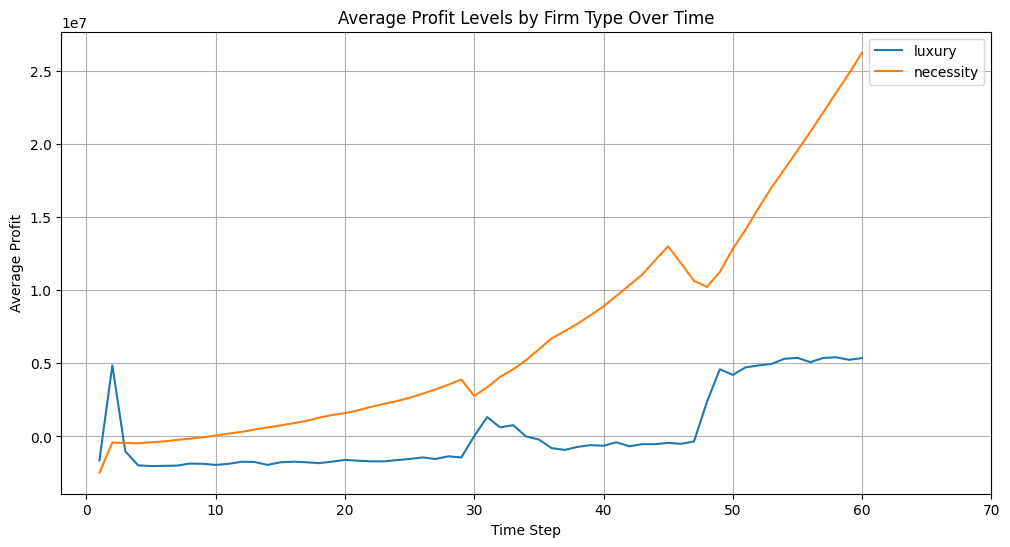 Average Profit Levels by Firm Type Over Time
1e7
luxury
necessity
2.5
2.0
1.5
1.0
0.5
0.0
Average Profit
0 10 20 30 40 50 60 70
Time Step